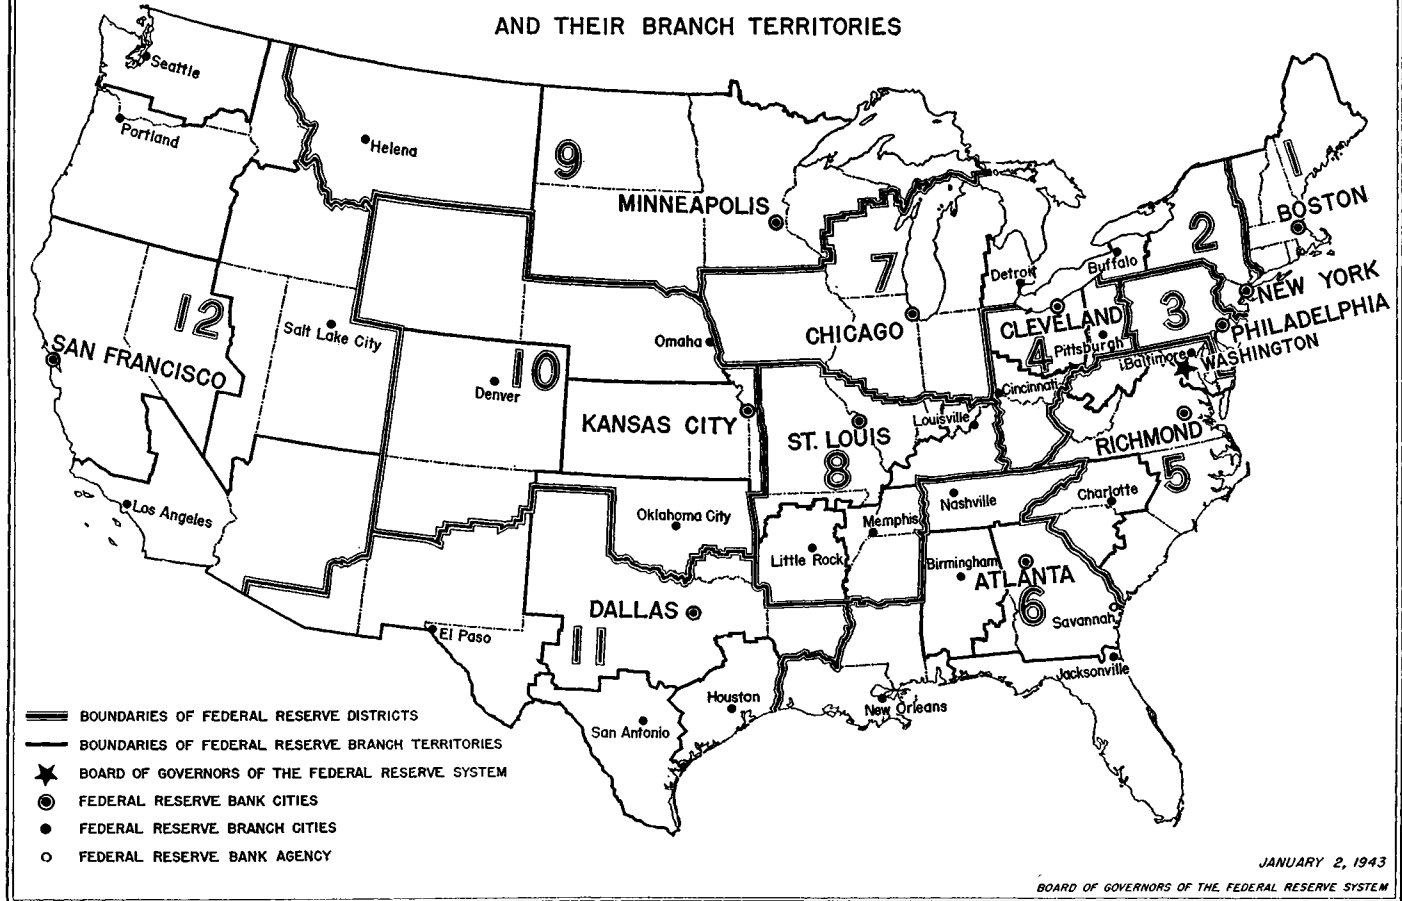 AND THEIR BRANCH TERRITORIES
Seattle
Portland
Helena
9
MINNEAPOLIS
1
BOSTON
2
Buffalo
NEW YORK
7
Detroit
CHICAGO
CLEVELAND
4
Pittsburgh
3
PHILADELPHIA
Baltimore
WASHINGTON
Cincinnati
12
SAN FRANCISCO
Salt Lake City
Omaha
10
Denver
KANSAS CITY
ST. LOUIS
8
Louisville
RICHMOND
5
Los Angeles
Oklahoma City
Memphis
Nashville
Charlotte
Little Rock
Birmingham
ATLANTA
6
Savannah
DALLAS
11
El Paso
Houston
San Antonio
New Orleans
Jacksonville
BOUNDARIES OF FEDERAL RESERVE DISTRICTS
BOUNDARIES OF FEDERAL RESERVE BRANCH TERRITORIES
BOARD OF GOVERNORS OF THE FEDERAL RESERVE SYSTEM
FEDERAL RESERVE BANK CITIES
FEDERAL RESERVE BRANCH CITIES
FEDERAL RESERVE BANK AGENCY
JANUARY 2, 1943
BOARD OF GOVERNORS OF THE FEDERAL RESERVE SYSTEM